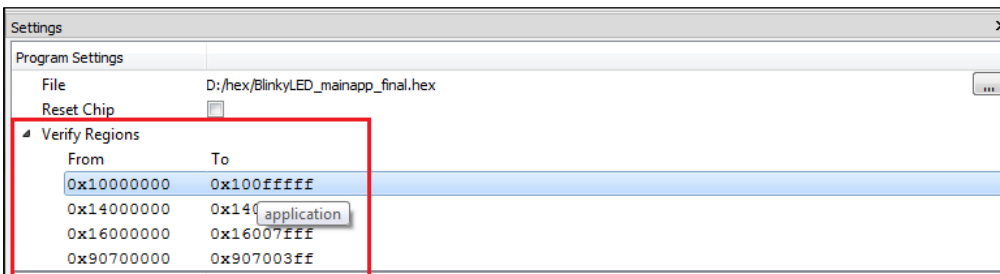 Settings
Program Settings
File D:/hex/BlinkyLED_mainapp_final.hex ...
Reset Chip
Verify Regions
From To
0x10000000 0x100fffff
0x14000000 0x140
application
0x16000000 0x16007fff
0x90700000 0x907003ff